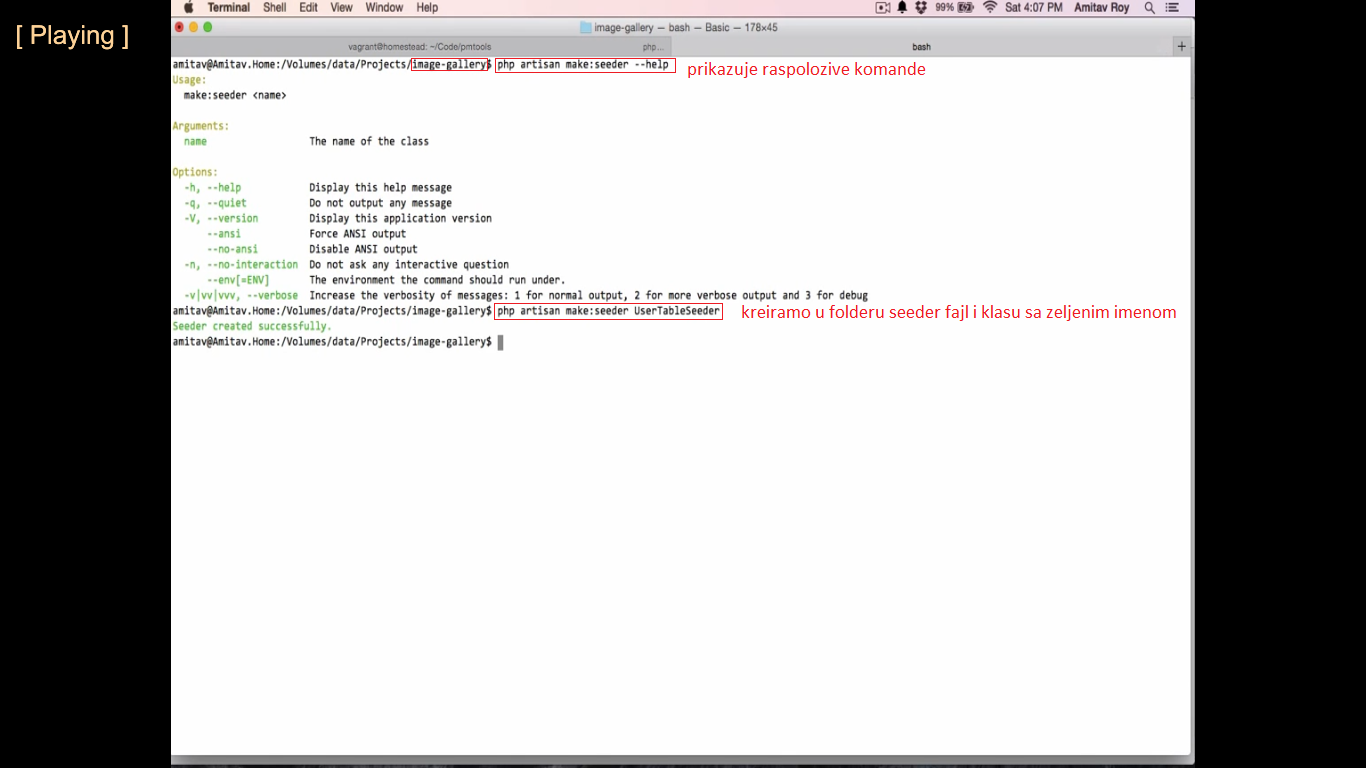 [ Playing ]
Terminal Shell Edit View Window Help 99% Sat 4:07 PM Amitav Roy
image-gallery — bash — Basic — 178×45
vagrant@homestead: ~/Code/pmtools php... bash +
amitav@Amitav.Home:/Volumes/data/Projects/image-gallery$ php artisan make:seeder --help prikazuje raspolozive komande
Usage:
make:seeder <name>
Arguments:
name The name of the class
Options:
-h, --help Display this help message
-q, --quiet Do not output any message
-V, --version Display this application version
--ansi Force ANSI output
--no-ansi Disable ANSI output
-n, --no-interaction Do not ask any interactive question
--env[=ENV] The environment the command should run under.
-v|vv|vvv, --verbose Increase the verbosity of messages: 1 for normal output, 2 for more verbose output and 3 for debug
amitav@Amitav.Home:/Volumes/data/Projects/image-gallery$ php artisan make:seeder UserTableSeeder kreiramo u folderu seeder fajl i klasu sa zeljenim imenom
Seeder created successfully.
amitav@Amitav.Home:/Volumes/data/Projects/image-gallery$